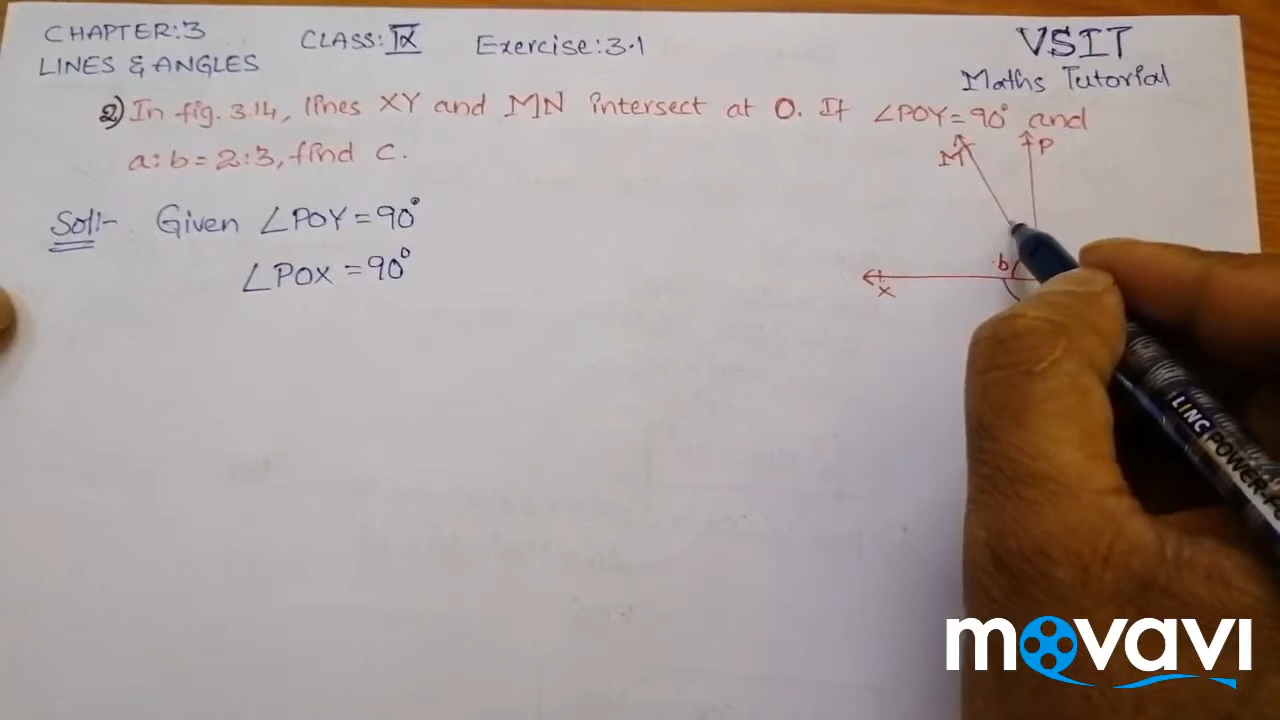 CHAPTER:3
LINES & ANGLES
CLASS: IX
Exercise:3.1
VSIT
Maths Tutorial
2) In fig. 3.14, lines XY and MN intersect at O. If ∠POY=90° and
a:b=2:3, find C.
Sol:- Given ∠POY=90°
∠POX=90°
M
P
b
X
LINC POWER
movavi